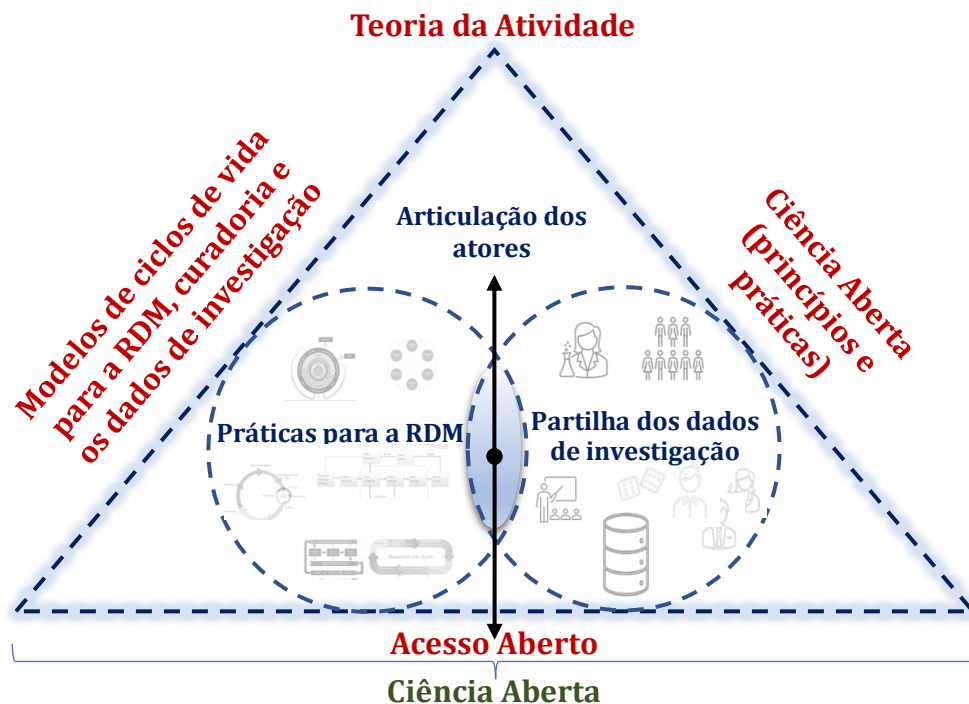 Teoria da Atividade
Modelos de ciclos de vida
para a RDM, curadoria e
os dados de investigação
Ciência Aberta
(princípios e
práticas)
Articulação dos
atores
Práticas para a RDM
Partilha dos dados
de investigação
Acesso Aberto
Ciência Aberta